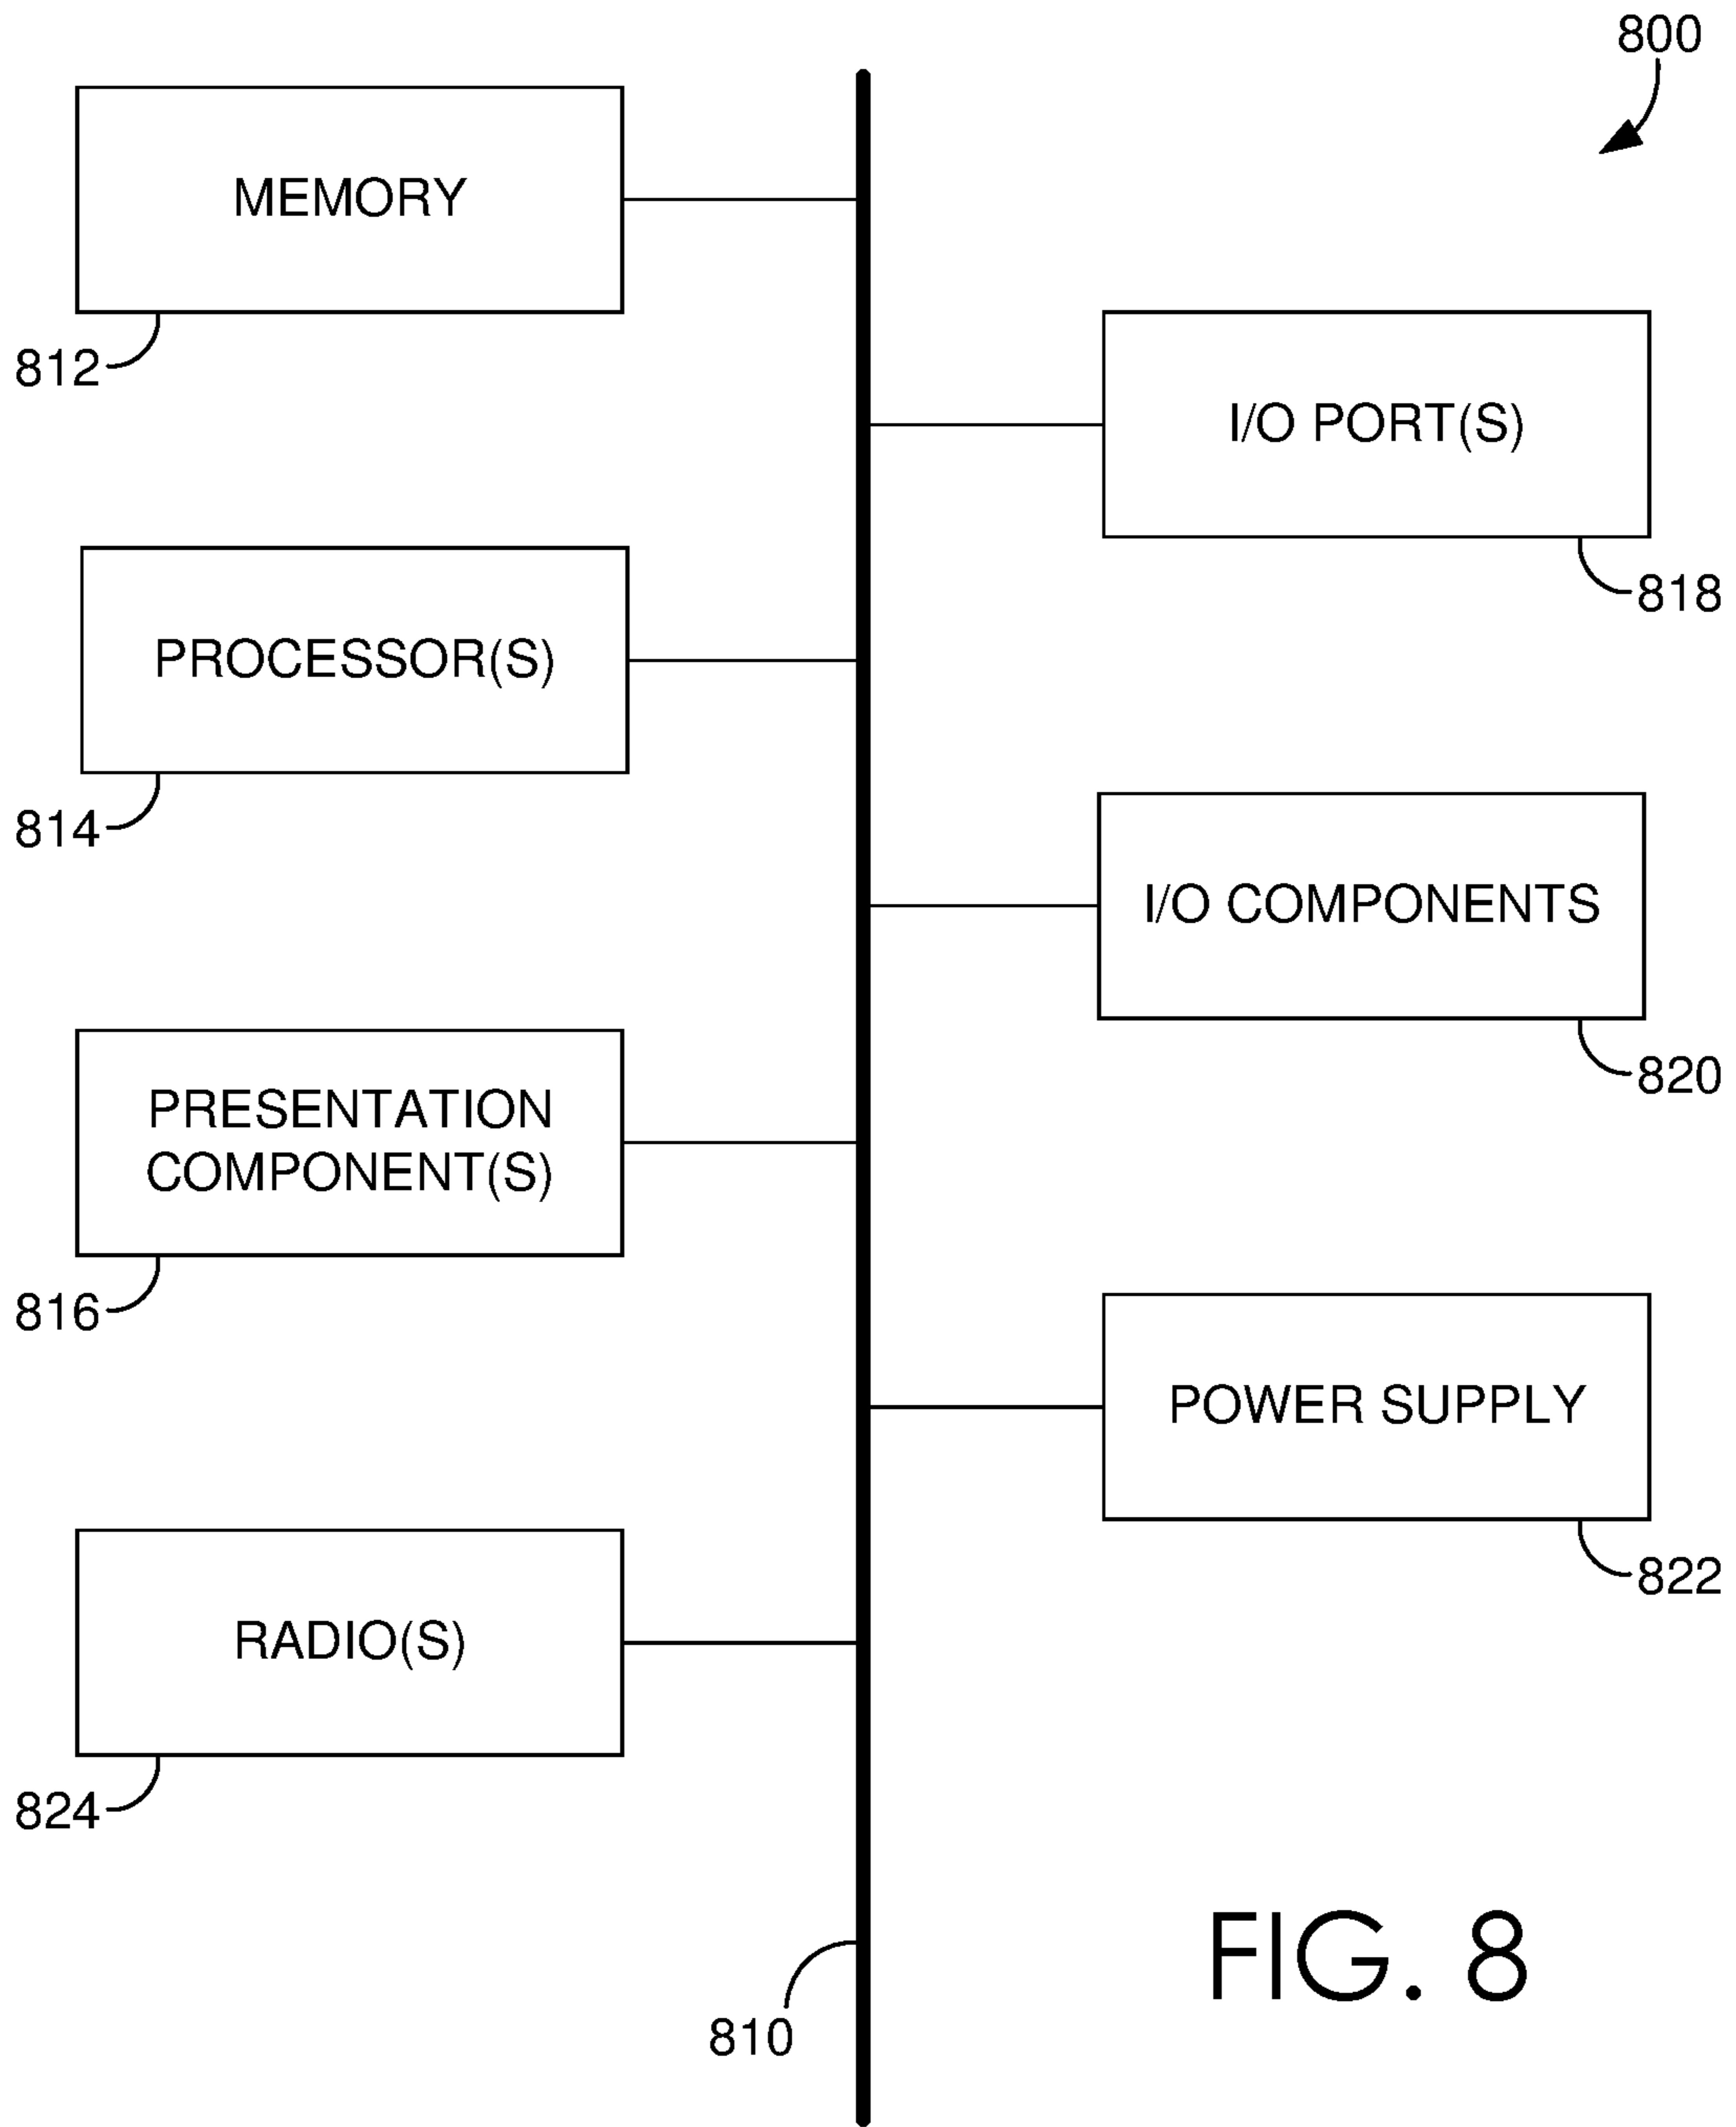 800
MEMORY
812
I/O PORT(S)
818
PROCESSOR(S)
814
I/O COMPONENTS
820
PRESENTATION
COMPONENT(S)
816
POWER SUPPLY
822
RADIO(S)
824
810
FIG. 8